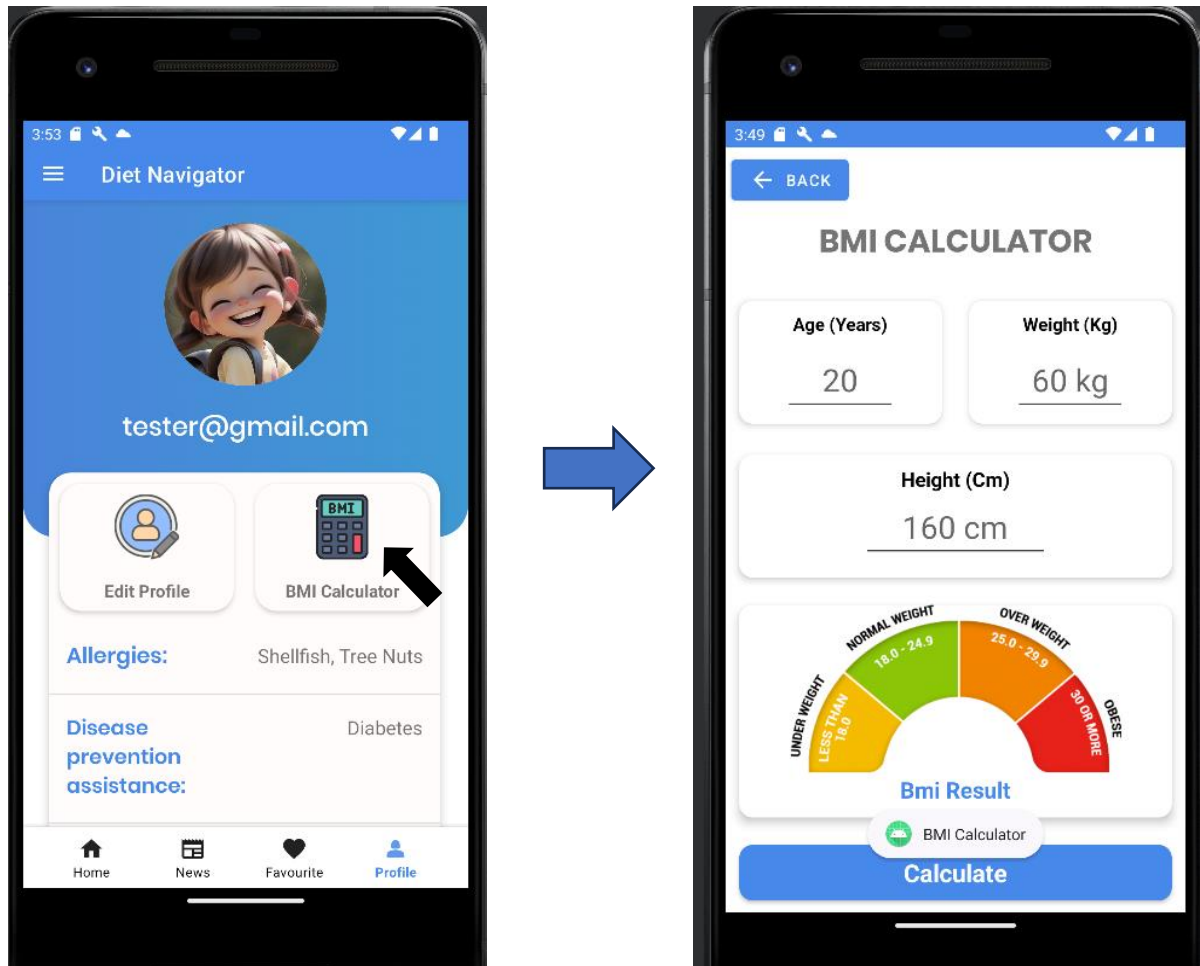 3:53
Diet Navigator
tester@gmail.com
BMI
Edit Profile
BMI Calculator
Allergies:
Shellfish, Tree Nuts
Disease
prevention
assistance:
Diabetes
Home
News
Favourite
Profile
3:49
BACK
BMI CALCULATOR
Age (Years)
Weight (Kg)
20
60 kg
Height (Cm)
160 cm
UNDER WEIGHT
LESS THAN
18.0
NORMAL WEIGHT
18.0 - 24.9
OVER WEIGHT
25.0 - 29.9
OBESE
30 OR MORE
Bmi Result
BMI Calculator
Calculate